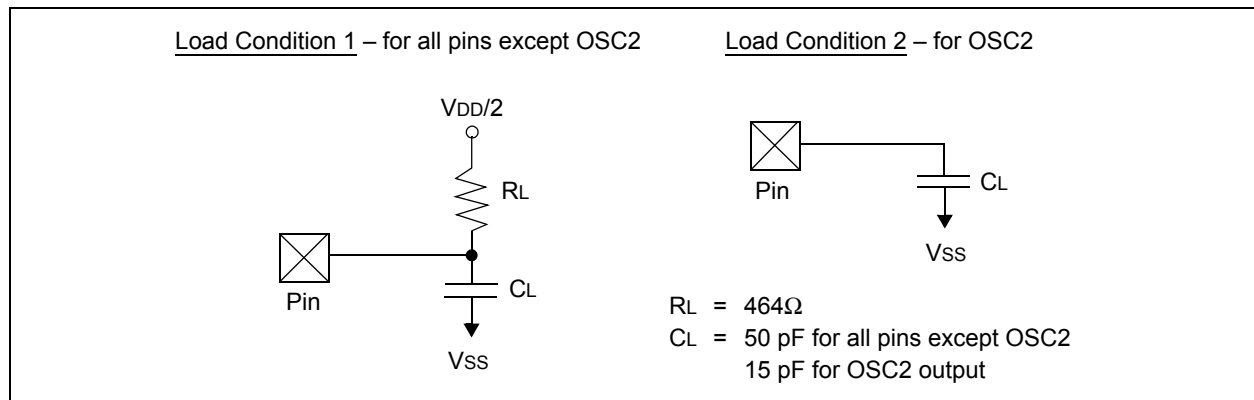 Load Condition 1 – for all pins except OSC2
VDD/2
RL
Pin
CL
VSS
Load Condition 2 – for OSC2
Pin
CL
VSS
RL = 464Ω
CL = 50 pF for all pins except OSC2
15 pF for OSC2 output